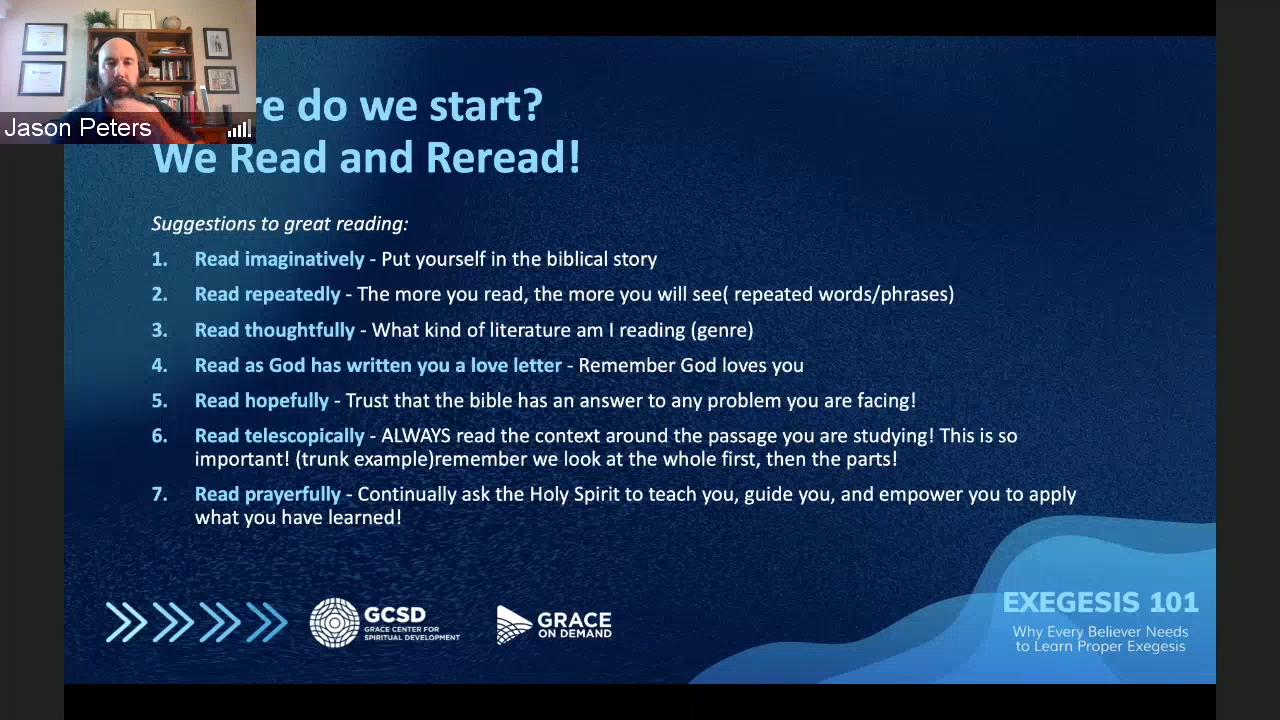 Jason Peters
re do we start?
We Read and Reread!
Suggestions to great reading:
1. Read imaginatively - Put yourself in the biblical story
2. Read repeatedly - The more you read, the more you will see( repeated words/phrases)
3. Read thoughtfully - What kind of literature am I reading (genre)
4. Read as God has written you a love letter - Remember God loves you
5. Read hopefully - Trust that the bible has an answer to any problem you are facing!
6. Read telescopically - ALWAYS read the context around the passage you are studying! This is so
important! (trunk example)remember we look at the whole first, then the parts!
7. Read prayerfully - Continually ask the Holy Spirit to teach you, guide you, and empower you to apply
what you have learned!
GCSD
GRACE CENTER FOR
SPIRITUAL DEVELOPMENT
GRACE
ON DEMAND
EXEGESIS 101
Why Every Believer Needs
to Learn Proper Exegesis